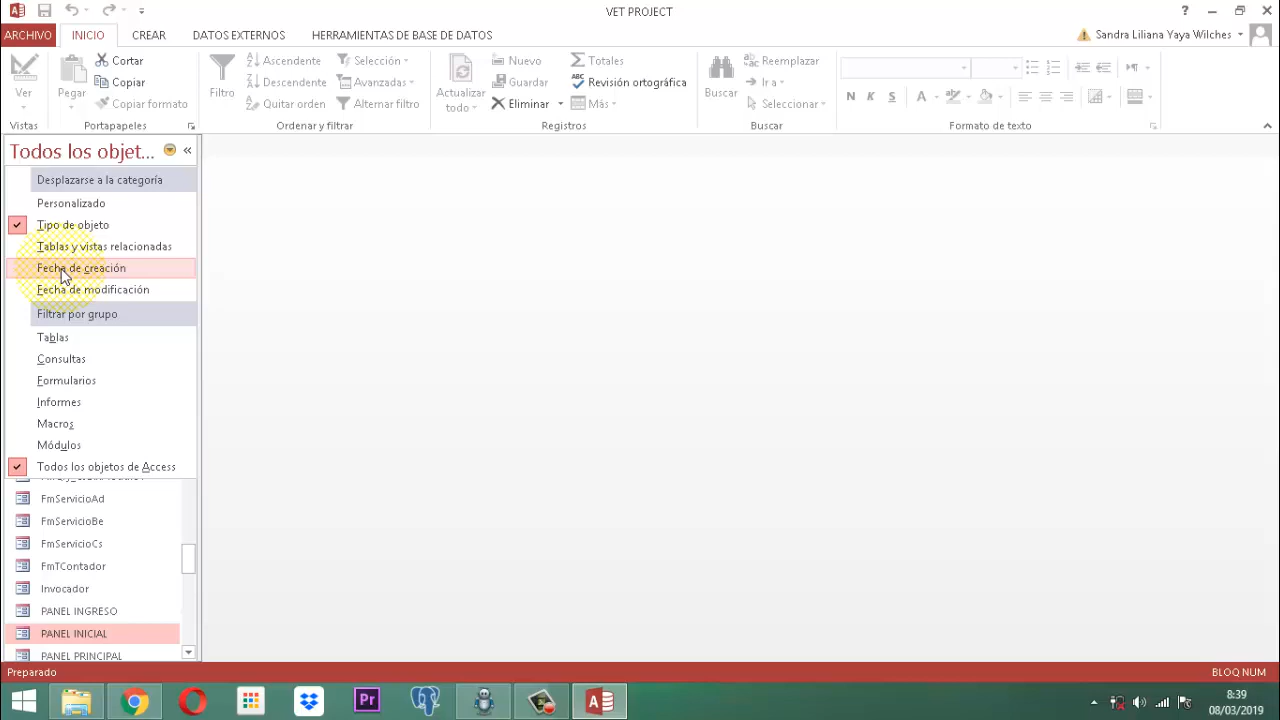 VET PROJECT
?
ARCHIVO INICIO CREAR DATOS EXTERNOS HERRAMIENTAS DE BASE DE DATOS Sandra Liliana Yaya Wilches
Ver
Vistas
Pegar
Cortar
Copiar
Copiar formato
Portapapeles
Filtro
Ascendente
Descendente
Quitar orden
Selección
Avanzadas
Alternar filtro
Ordenar y filtrar
Actualizar
todo
Nuevo
Guardar
Eliminar
Totales
Revisión ortográfica
Más
Registros
Buscar
Reemplazar
Ir a
Seleccionar
Buscar
N K S A
Formato de texto
Todos los objet...
Desplazarse a la categoría
Personalizado
Tipo de objeto
Tablas y vistas relacionadas
Fecha de creación
Fecha de modificación
Filtrar por grupo
Tablas
Consultas
Formularios
Informes
Macros
Módulos
Todos los objetos de Access
FmServicioAd
FmServicioBe
FmServicioCs
FmTContador
Invocador
PANEL INGRESO
PANEL INICIAL
PANEL PRINCIPAL
Preparado BLOQ NUM
Pr
8:39
08/03/2019